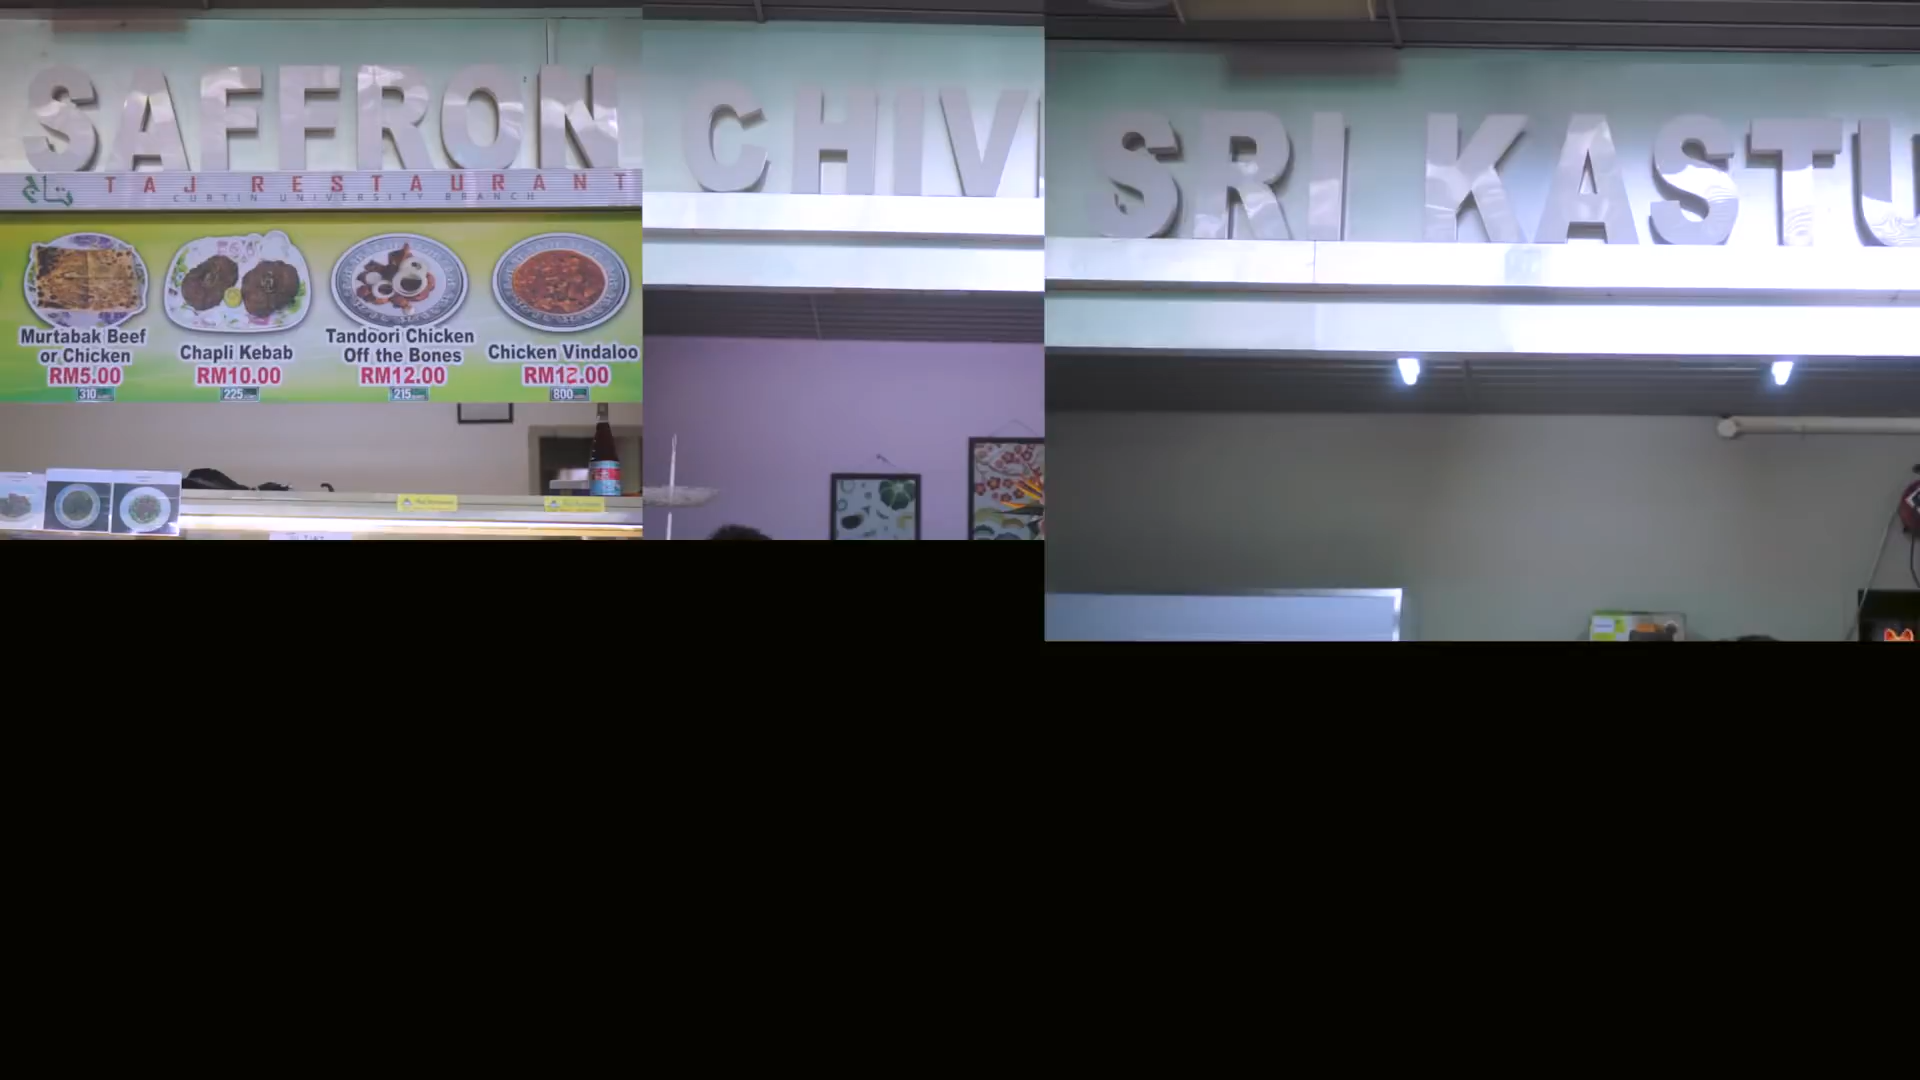 SAFFRON
تاج TAJ RESTAURANT
CURTIN UNIVERSITY BRANCH
Murtabak Beef
or Chicken
RM5.00
310
Chapli Kebab
RM10.00
225
Tandoori Chicken
Off the Bones
RM12.00
215
Chicken Vindaloo
RM12.00
800
CHIV
SRI KASTU